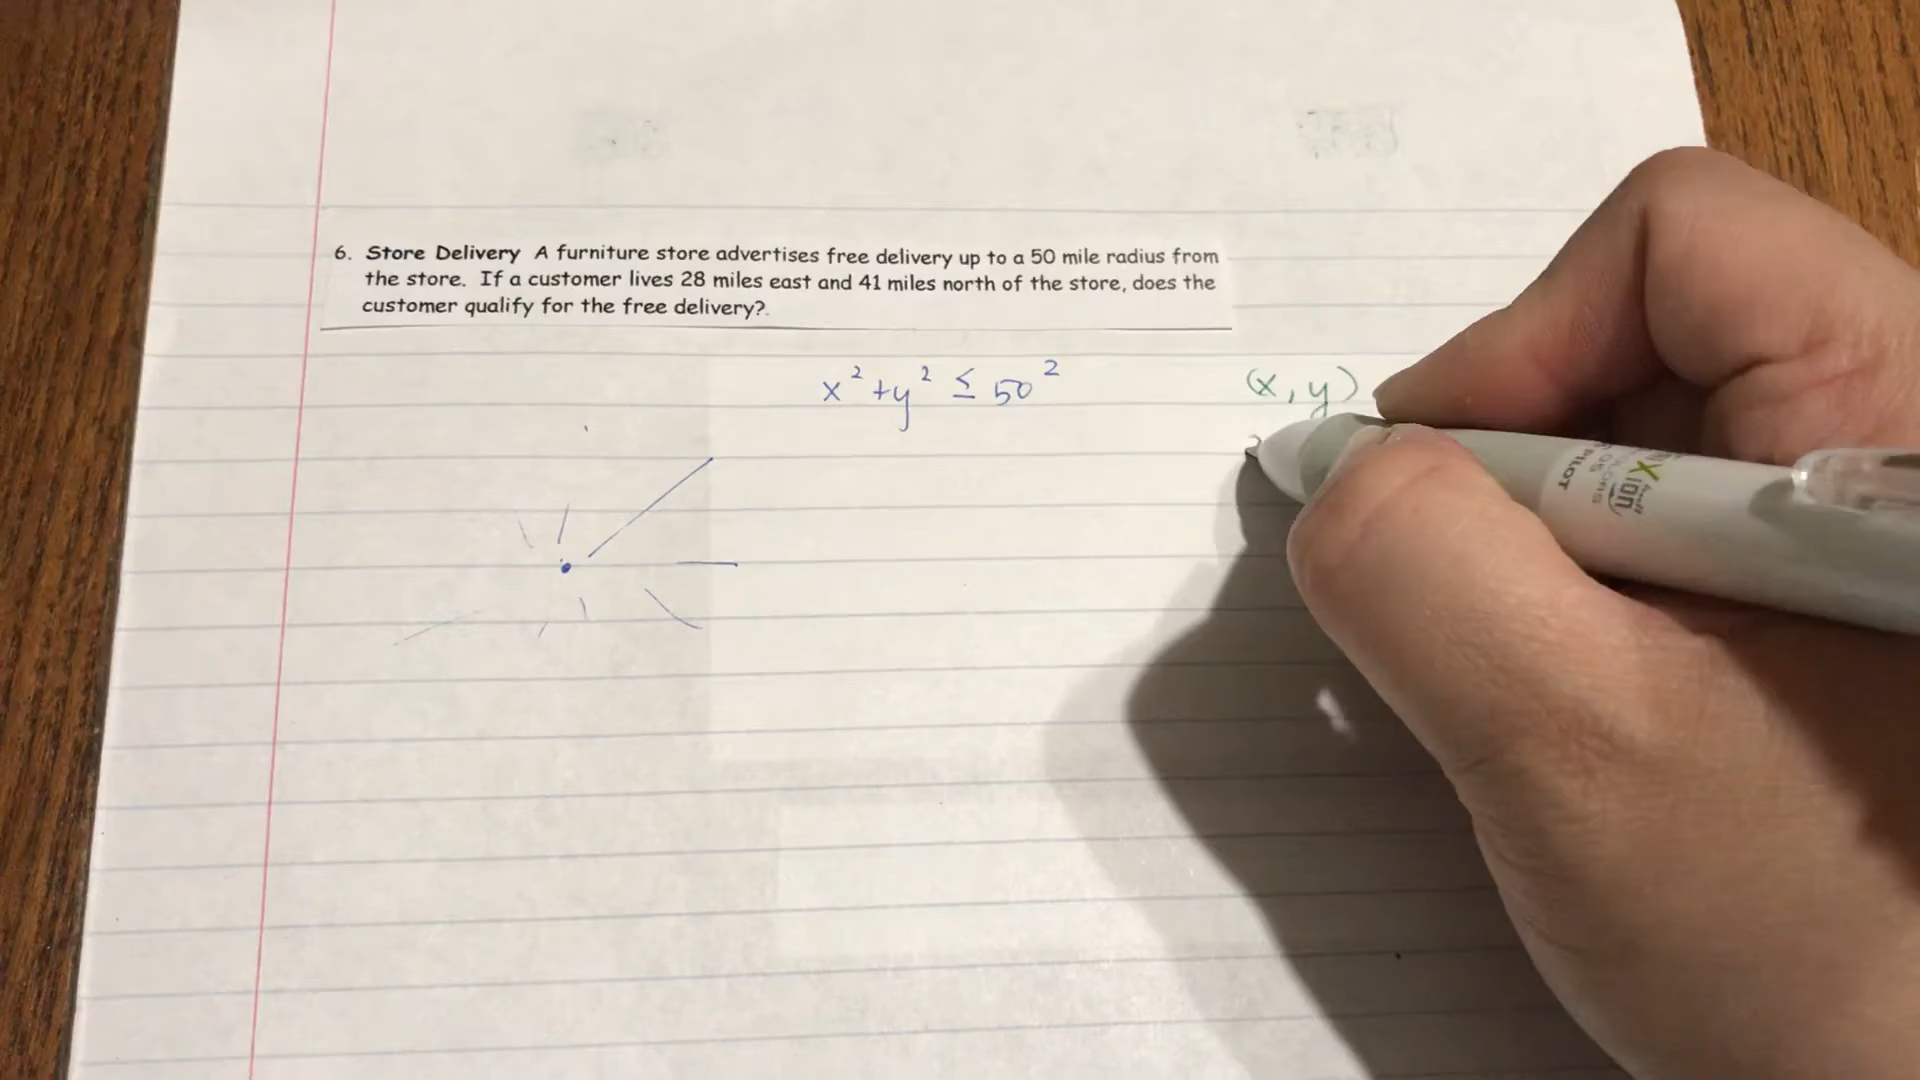 6. Store Delivery A furniture store advertises free delivery up to a 50 mile radius from
the store. If a customer lives 28 miles east and 41 miles north of the store, does the
customer qualify for the free delivery?.
x² + y² ≤ 50²
(x, y)
PILOT